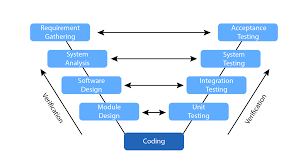 Requirement
Gathering
Acceptance
Testing
System
Analysis
System
Testing
Software
Design
Integration
Testing
Module
Design
Unit
Testing
Verification
Verification
Coding